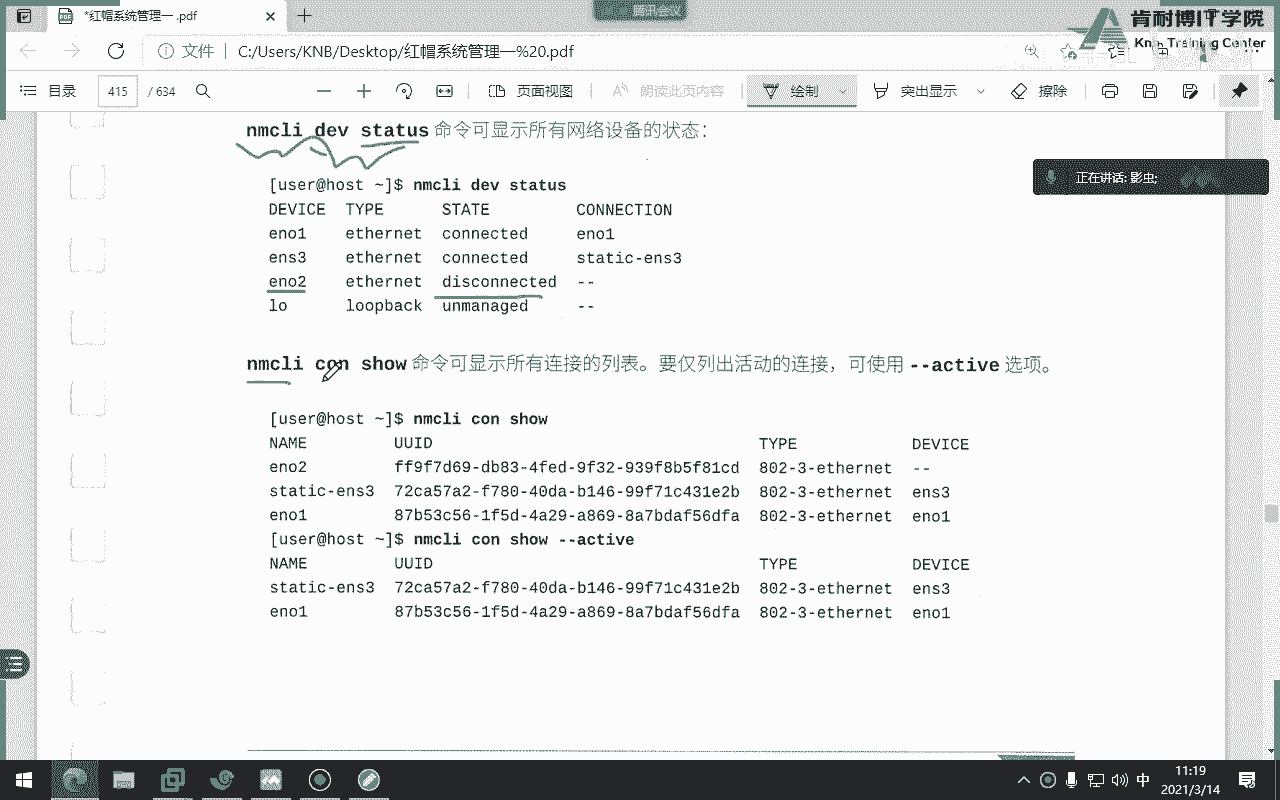 *红帽系统管理一 .pdf
腾讯会议
肯耐博IT学院
Knb Training Center
文件 C:/Users/KNB/Desktop/红帽系统管理一%20.pdf
目录 415 / 634 页面视图 朗读此页内容 绘制 突出显示 擦除
nmcli dev status 命令可显示所有网络设备的状态：
正在讲话: 影虫;
[user@host ~]$ nmcli dev status
DEVICE TYPE STATE CONNECTION
eno1 ethernet connected eno1
ens3 ethernet connected static-ens3
eno2 ethernet disconnected --
lo loopback unmanaged --
nmcli con show 命令可显示所有连接的列表。要仅列出活动的连接，可使用 --active 选项。
[user@host ~]$ nmcli con show
NAME UUID TYPE DEVICE
eno2 ff9f7d69-db83-4fed-9f32-939f8b5f81cd 802-3-ethernet --
static-ens3 72ca57a2-f780-40da-b146-99f71c431e2b 802-3-ethernet ens3
eno1 87b53c56-1f5d-4a29-a869-8a7bdaf56dfa 802-3-ethernet eno1
[user@host ~]$ nmcli con show --active
NAME UUID TYPE DEVICE
static-ens3 72ca57a2-f780-40da-b146-99f71c431e2b 802-3-ethernet ens3
eno1 87b53c56-1f5d-4a29-a869-8a7bdaf56dfa 802-3-ethernet eno1
中 11:19
2021/3/14